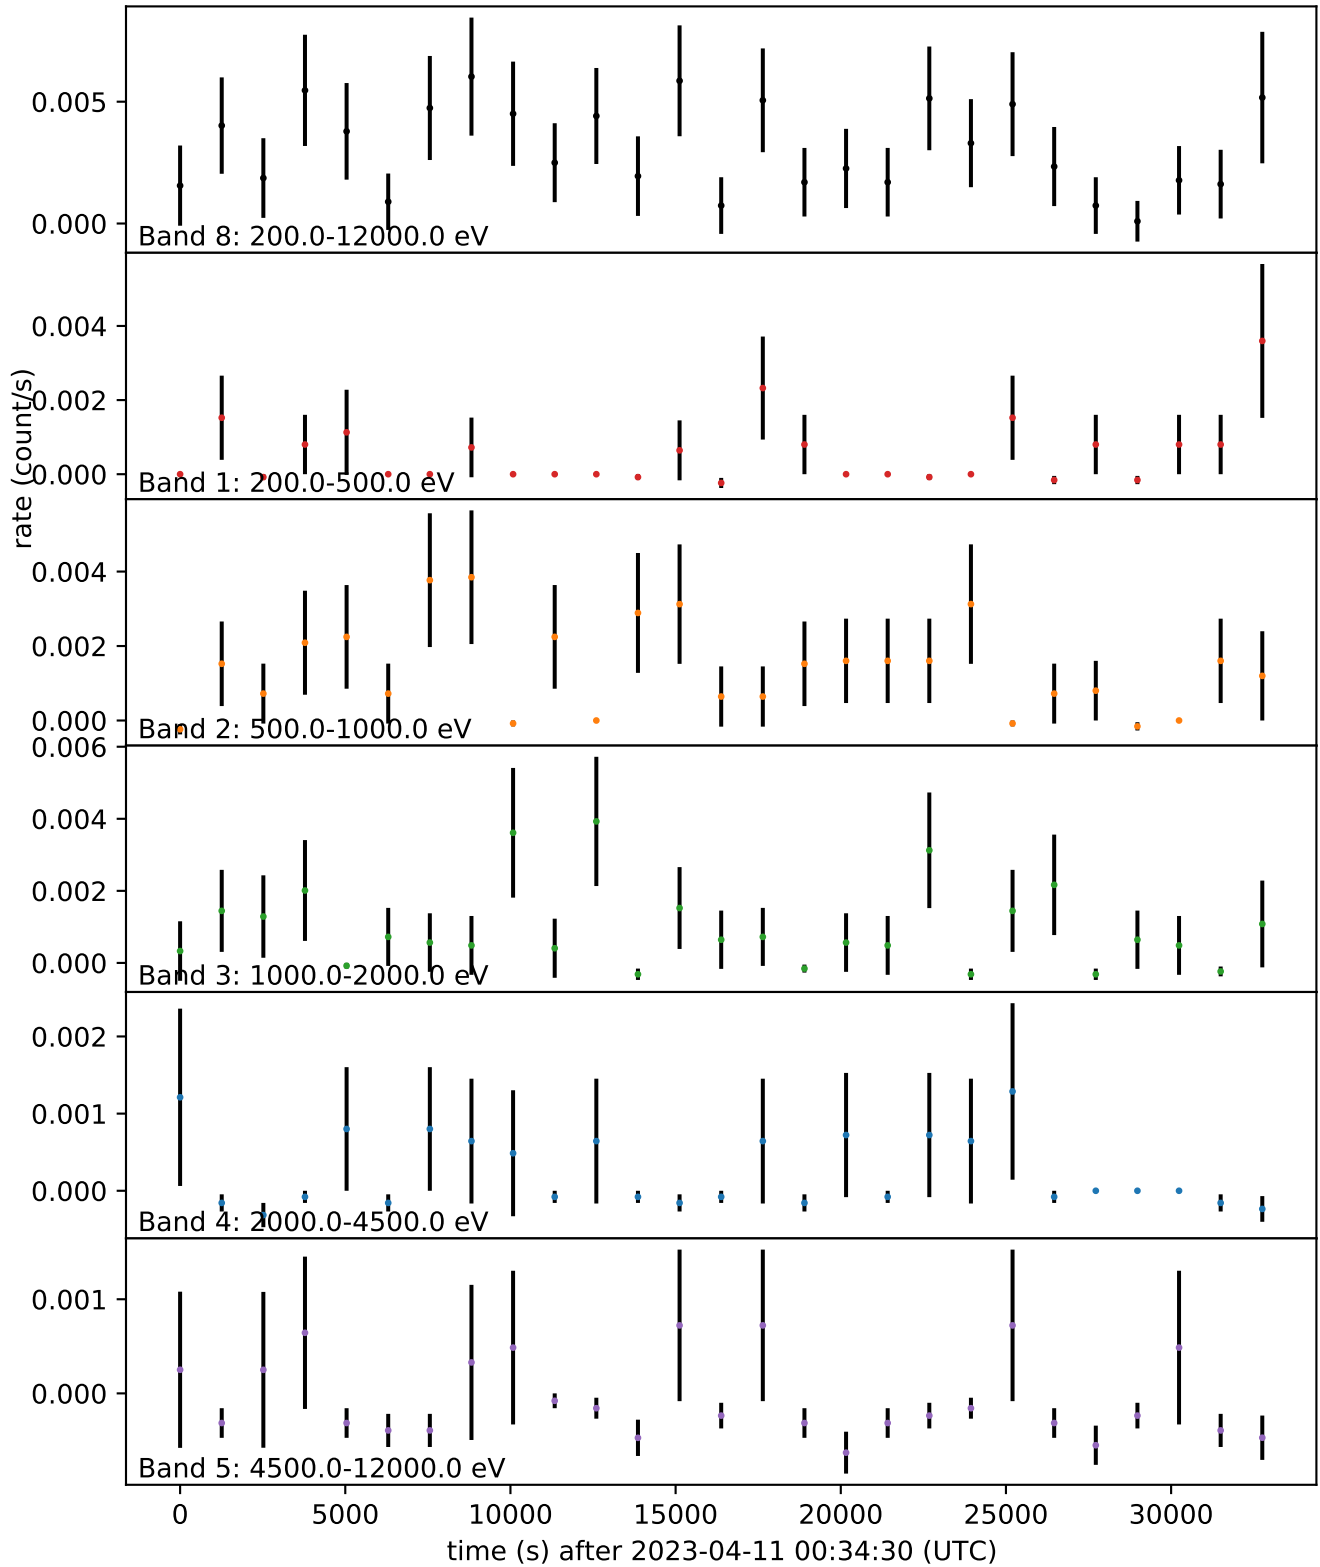 0.005
0.000
Band 8: 200.0-12000.0 eV
0.004
0.002
0.000
Band 1: 200.0-500.0 eV
rate (count/s)
0.004
0.002
0.000
Band 2: 500.0-1000.0 eV
0.006
0.004
0.002
0.000
Band 3: 1000.0-2000.0 eV
0.002
0.001
0.000
Band 4: 2000.0-4500.0 eV
0.001
0.000
Band 5: 4500.0-12000.0 eV
0 5000 10000 15000 20000 25000 30000
time (s) after 2023-04-11 00:34:30 (UTC)